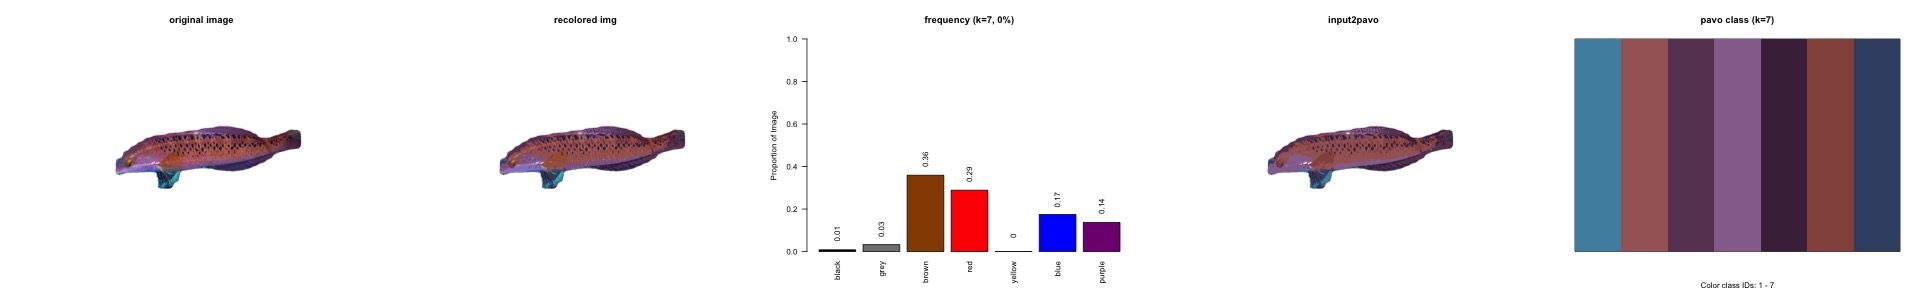 original image
recolored img
frequency (k=7, 0%)
input2pavo
pavo class (k=7)
Proportion of Image
1.0
0.8
0.6
0.4
0.2
0.0
0.01
0.03
0.36
0.29
0
0.17
0.14
black
grey
brown
red
yellow
blue
purple
Color class IDs: 1 - 7